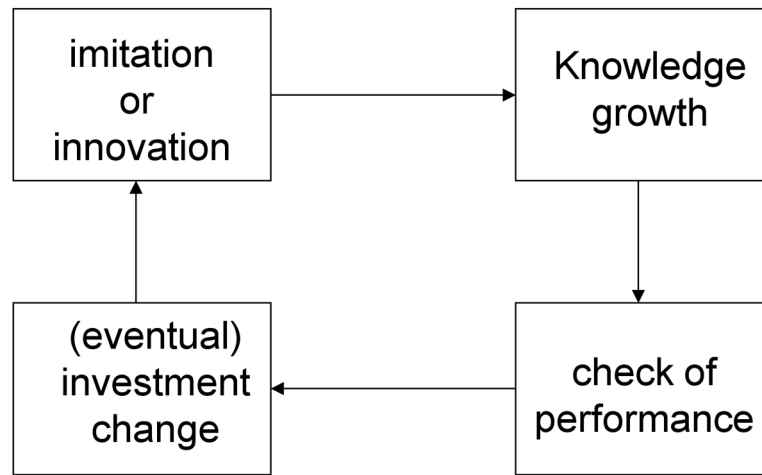 imitation
or
innovation
Knowledge
growth
(eventual)
investment
change
check of
performance